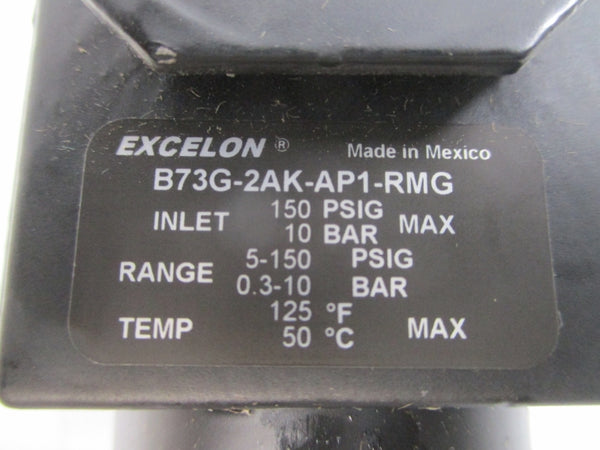 EXCELON ® Made in Mexico
B73G-2AK-AP1-RMG
INLET 150 PSIG MAX
10 BAR
RANGE 5-150 PSIG
0.3-10 BAR
TEMP 125 °F MAX
50 °C